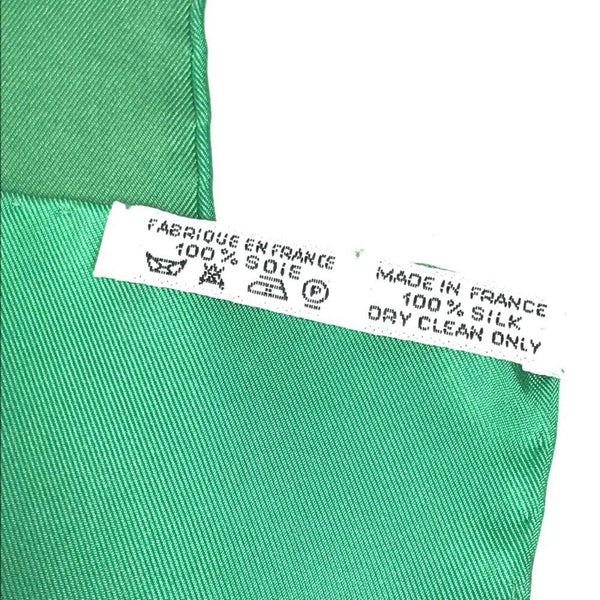 FABRIQUE EN FRANCE
100% SOIE
P
MADE IN FRANCE
100% SILK
DRY CLEAN ONLY